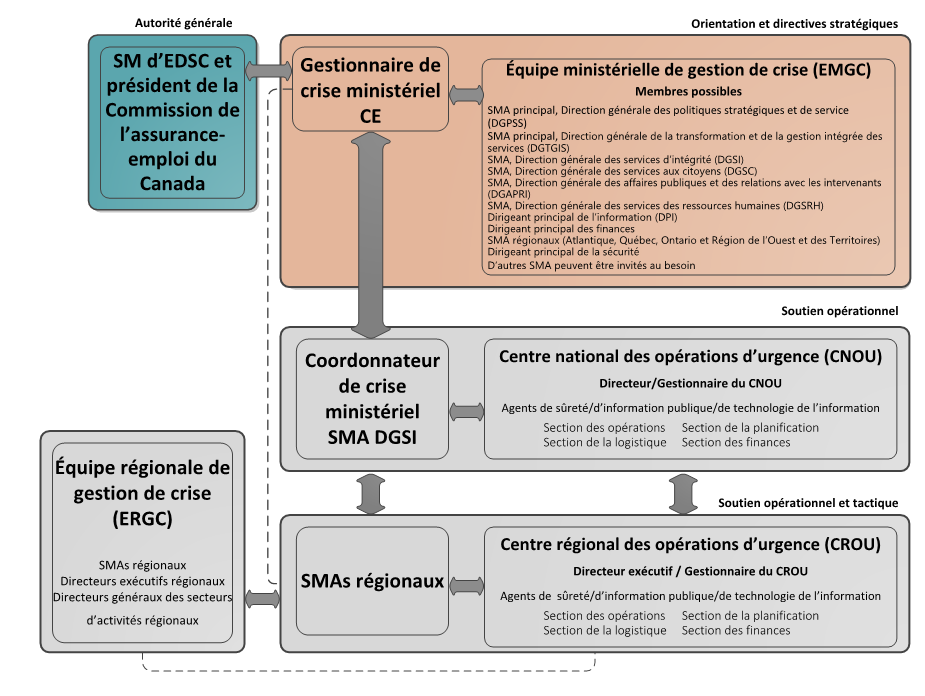 Autorité générale
SM d'EDSC et
président de la
Commission de
l'assurance-
emploi du
Canada
Orientation et directives stratégiques
Gestionnaire de
crise ministériel
CE
Équipe ministérielle de gestion de crise (EMGC)
Membres possibles
SMA principal, Direction générale des politiques stratégiques et de service
(DGPSS)
SMA principal, Direction générale de la transformation et de la gestion intégrée des
services (DGTGIS)
SMA, Direction générale des services d'intégrité (DGSI)
SMA, Direction générale des services aux citoyens (DGSC)
SMA, Direction générale des affaires publiques et des relations avec les intervenants
(DGAPRI)
SMA, Direction générale des services des ressources humaines (DGSRH)
Dirigeant principal de l'information (DPI)
Dirigeant principal des finances
SMA régionaux (Atlantique, Québec, Ontario et Région de l'Ouest et des Territoires)
Dirigeant principal de la sécurité
D'autres SMA peuvent être invités au besoin
Soutien opérationnel
Coordonnateur
de crise
ministériel
SMA DGSI
Centre national des opérations d'urgence (CNOU)
Directeur/Gestionnaire du CNOU
Agents de sûreté/d'information publique/de technologie de l'information
Section des opérations Section de la planification
Section de la logistique Section des finances
Équipe régionale de
gestion de crise
(ERGC)
SMAs régionaux
Directeurs exécutifs régionaux
Directeurs généraux des secteurs
d'activités régionaux
Soutien opérationnel et tactique
SMAs régionaux
Centre régional des opérations d'urgence (CROU)
Directeur exécutif / Gestionnaire du CROU
Agents de sûreté/d'information publique/de technologie de l'information
Section des opérations Section de la planification
Section de la logistique Section des finances